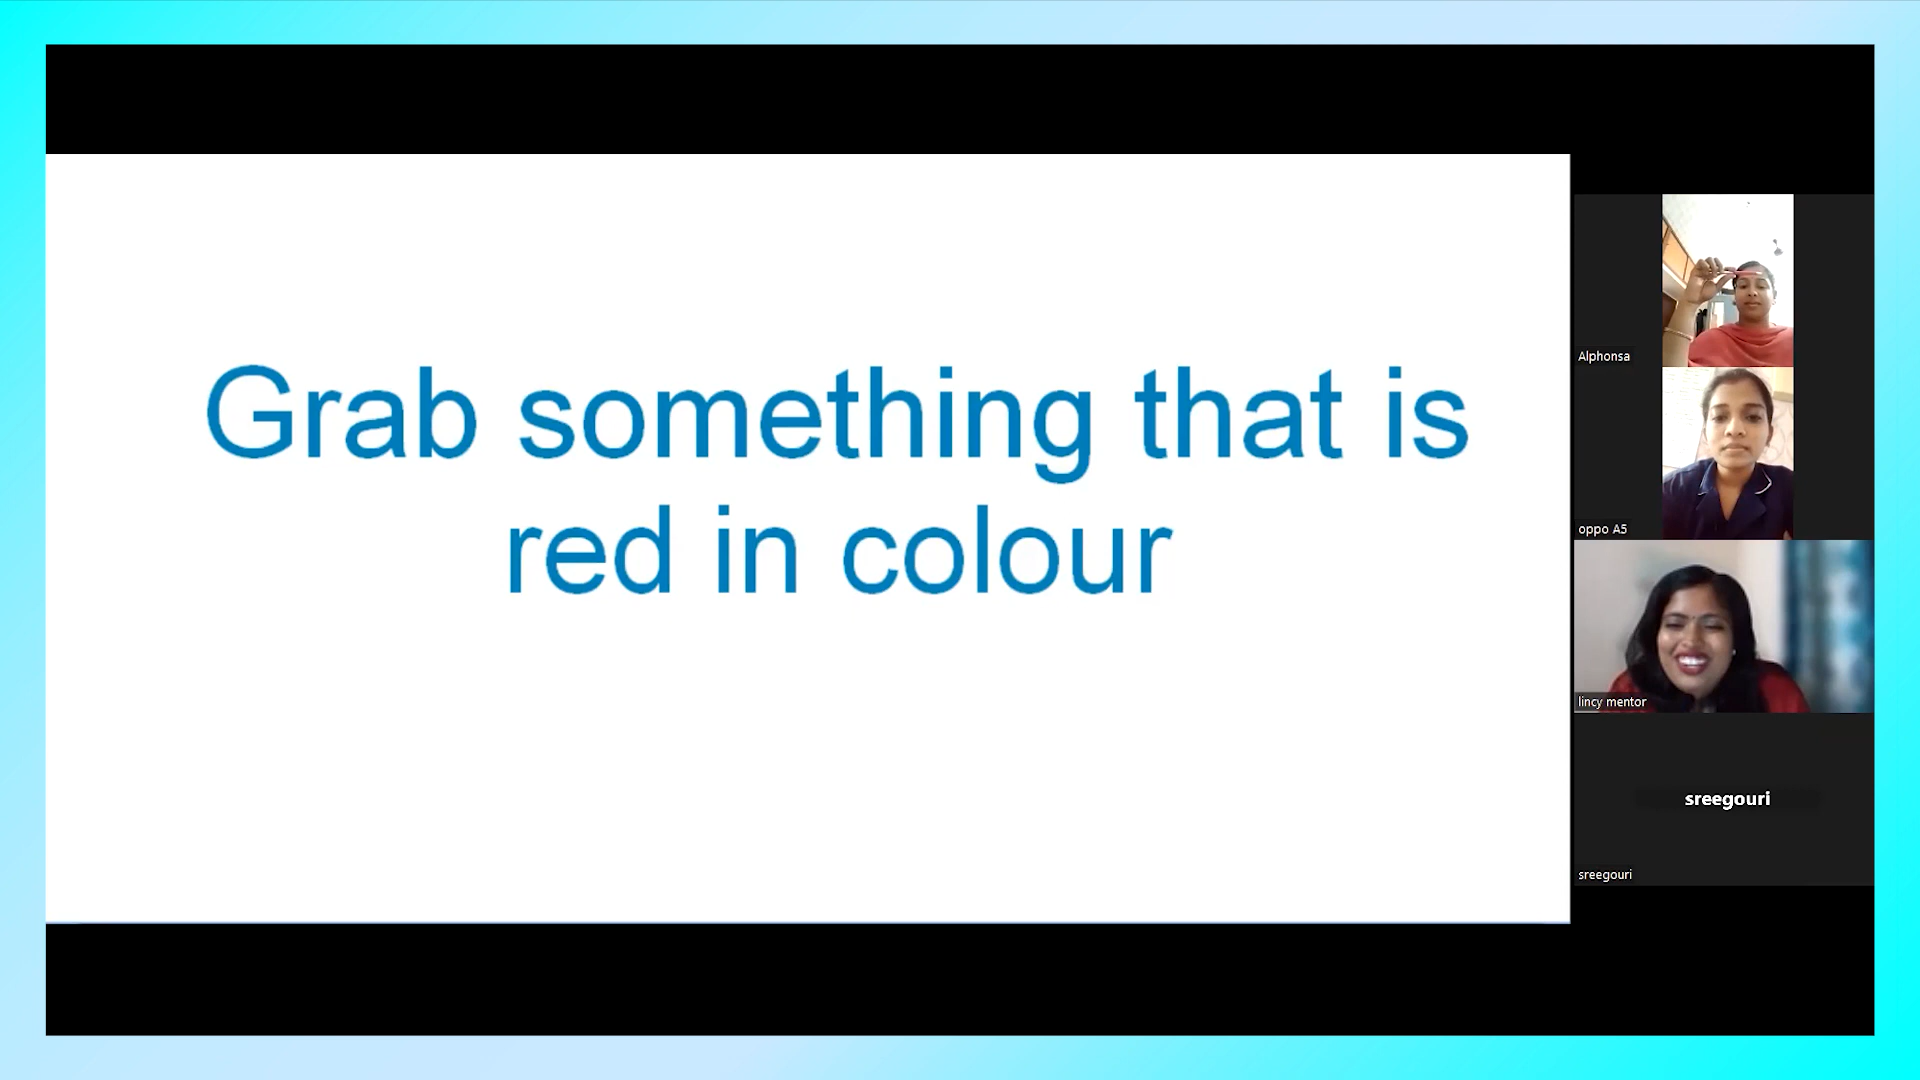 Grab something that is
red in colour
Alphonsa
oppo A5
lincy mentor
sreegouri
sreegouri